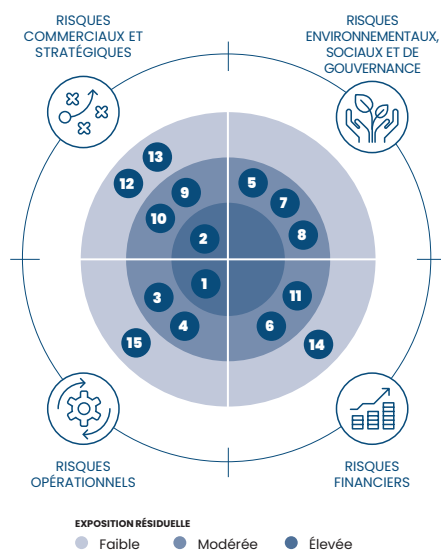 RISQUES
COMMERCIAUX ET
STRATÉGIQUES
RISQUES
ENVIRONNEMENTAUX,
SOCIAUX ET DE
GOUVERNANCE
13
12
9
5
10
7
2
8
1
3
11
4
6
15
14
RISQUES
OPÉRATIONNELS
RISQUES
FINANCIERS
EXPOSITION RÉSIDUELLE
Faible
Modérée
Élevée